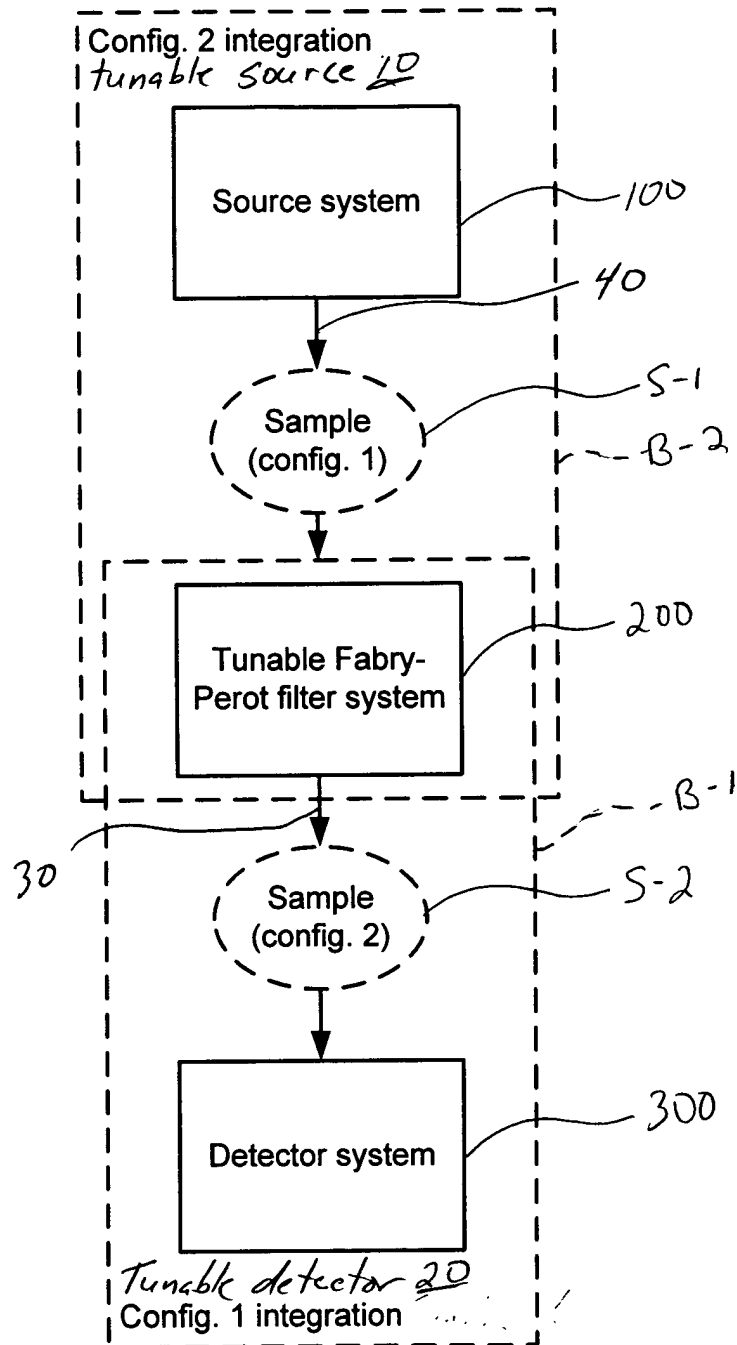 Config. 2 integration
tunable source 10
Source system
100
40
Sample
(config. 1)
S-1
B-2
Tunable Fabry-
Perot filter system
200
B-1
30
Sample
(config. 2)
S-2
Detector system
300
Tunable detector 20
Config. 1 integration